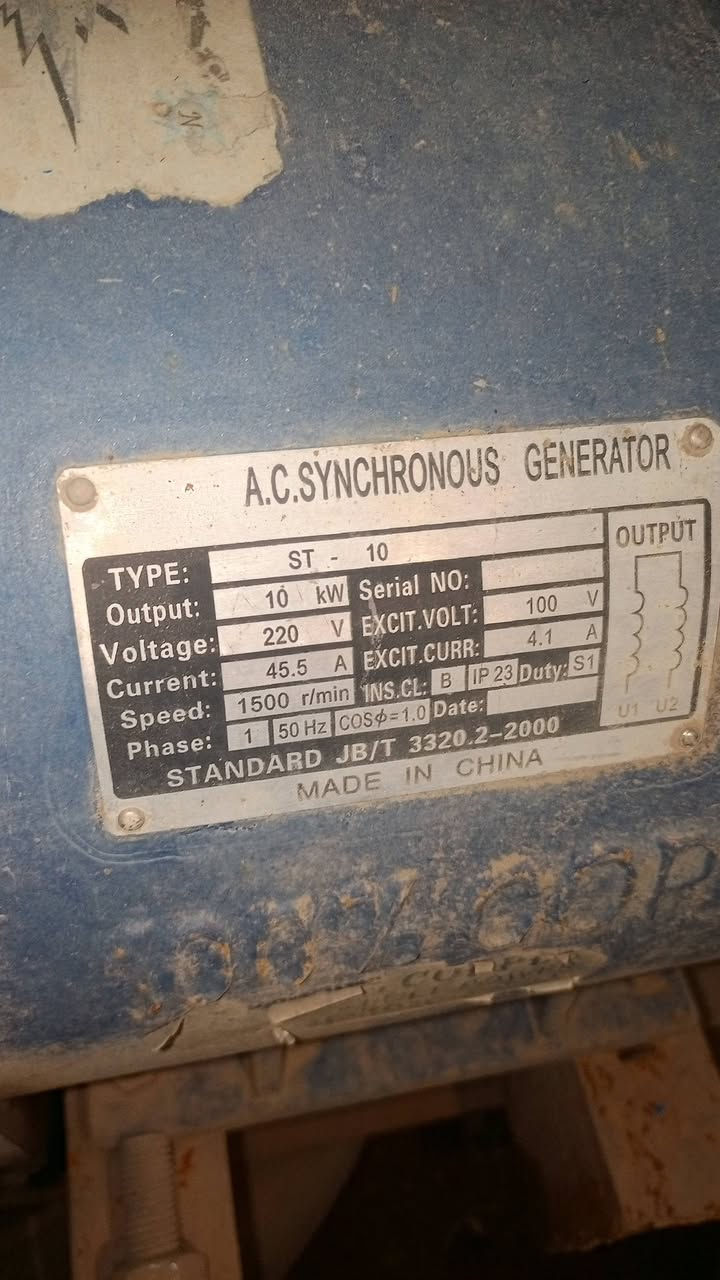 A.C.SYNCHRONOUS GENERATOR
TYPE: ST - 10
Output: 10 kW Serial NO:
Voltage: 220 V EXCIT.VOLT: 100 V
Current: 45.5 A EXCIT.CURR: 4.1 A
Speed: 1500 r/min INS.CL: B IP 23 Duty: S1
Phase: 1 50 Hz COSΦ=1.0 Date:
STANDARD JB/T 3320.2-2000
MADE IN CHINA
OUTPUT
U1 U2